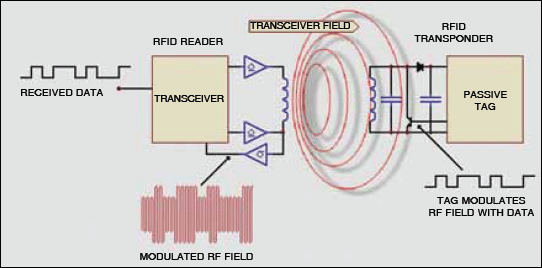 TRANSCEIVER FIELD
RFID READER
RFID
TRANSPONDER
RECEIVED DATA
TRANSCEIVER
PASSIVE
TAG
TAG MODULATES
RF FIELD WITH DATA
MODULATED RF FIELD